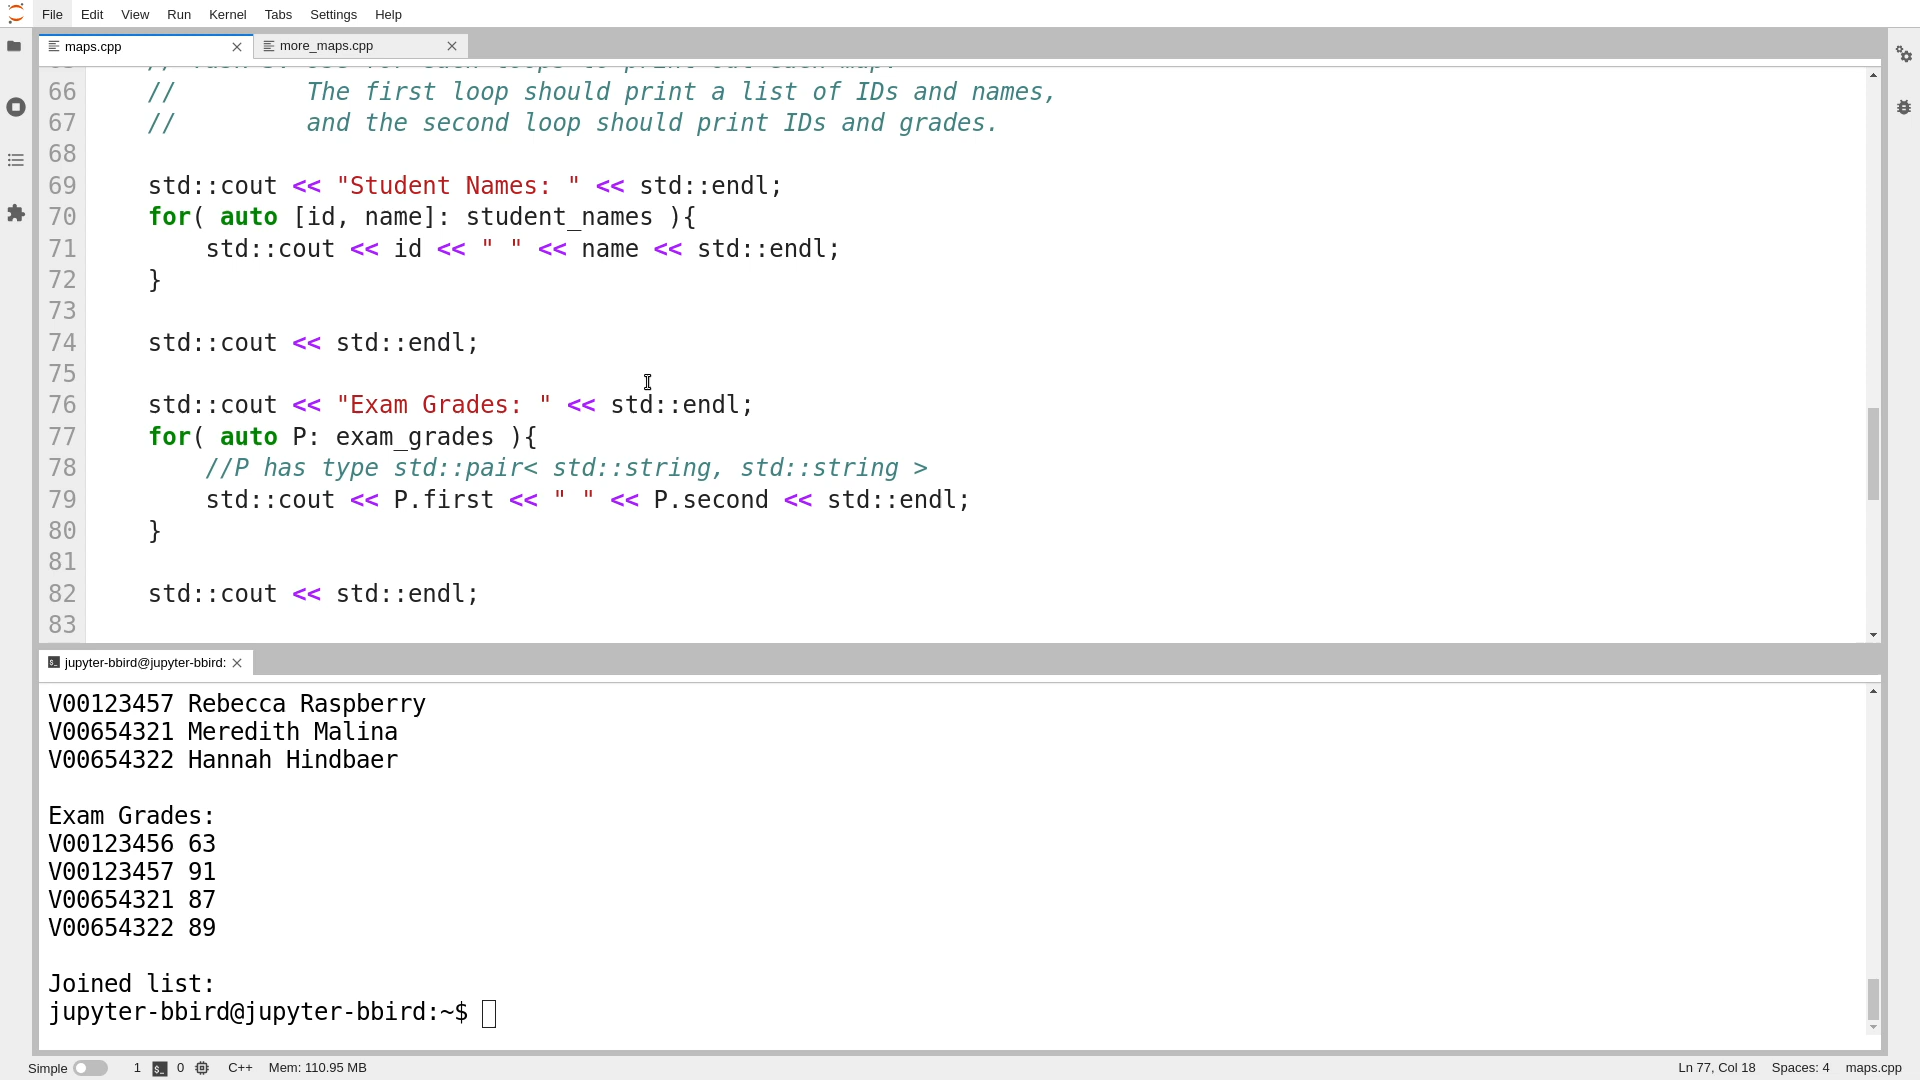 File Edit View Run Kernel Tabs Settings Help
maps.cpp
more_maps.cpp
66 // The first loop should print a list of IDs and names,
67 // and the second loop should print IDs and grades.
68
69 std::cout << "Student Names: " << std::endl;
70 for( auto [id, name]: student_names ){
71 std::cout << id << " " << name << std::endl;
72 }
73
74 std::cout << std::endl;
75
76 std::cout << "Exam Grades: " << std::endl;
77 for( auto P: exam_grades ){
78 //P has type std::pair< std::string, std::string >
79 std::cout << P.first << " " << P.second << std::endl;
80 }
81
82 std::cout << std::endl;
83
jupyter-bbird@jupyter-bbird:
V00123457 Rebecca Raspberry
V00654321 Meredith Malina
V00654322 Hannah Hindbaer
Exam Grades:
V00123456 63
V00123457 91
V00654321 87
V00654322 89
Joined list:
jupyter-bbird@jupyter-bbird:~$
Simple 1 $_ 0 C++ Mem: 110.95 MB Ln 77, Col 18 Spaces: 4 maps.cpp